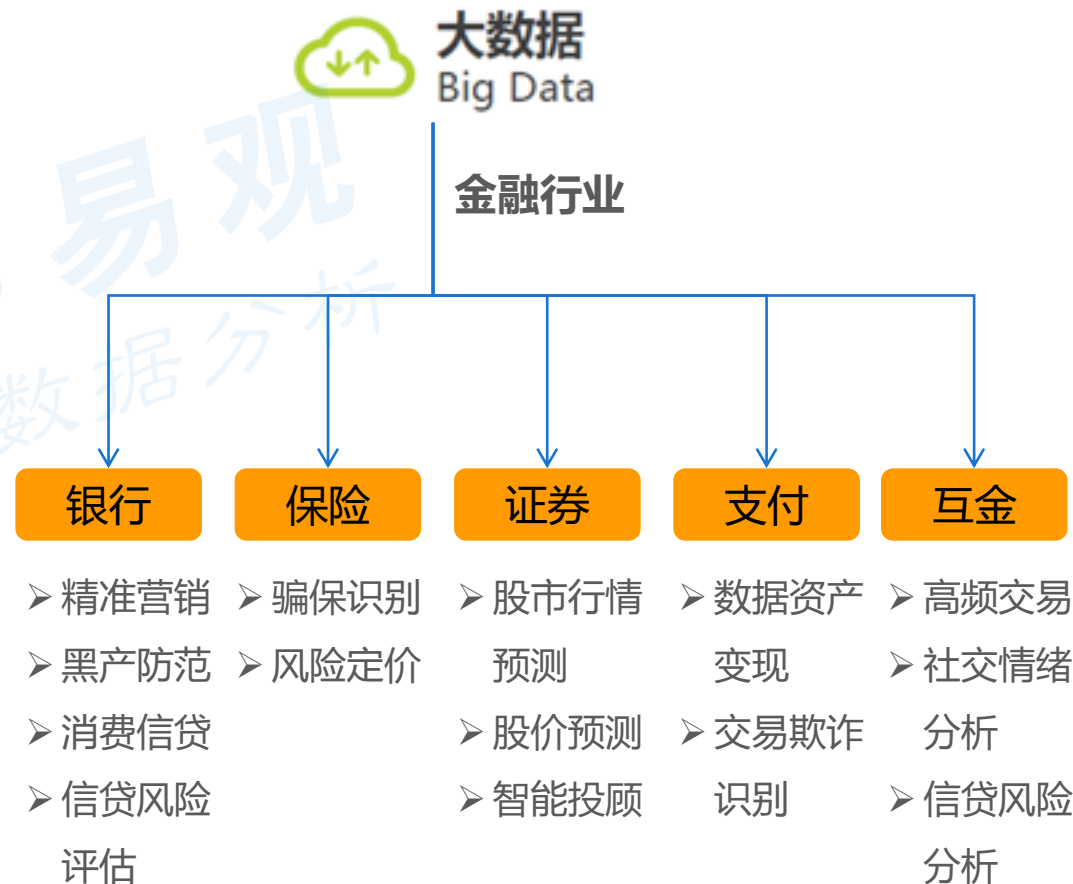 大数据
Big Data
金融行业
易观
数据分析
银行
保险
证券
支付
互金
➢ 精准营销
➢ 黑产防范
➢ 消费信贷
➢ 信贷风险
评估
➢ 骗保识别
➢ 风险定价
➢ 股市行情
预测
➢ 股价预测
➢ 智能投顾
➢ 数据资产
变现
➢ 交易欺诈
识别
➢ 高频交易
➢ 社交情绪
分析
➢ 信贷风险
分析